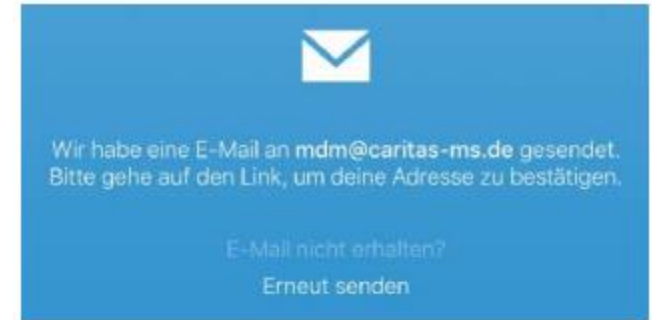 Wir habe eine E-Mail an mdm@caritas-ms.de gesendet.
Bitte gehe auf den Link, um deine Adresse zu bestätigen.
E-Mail nicht erhalten?
Erneut senden